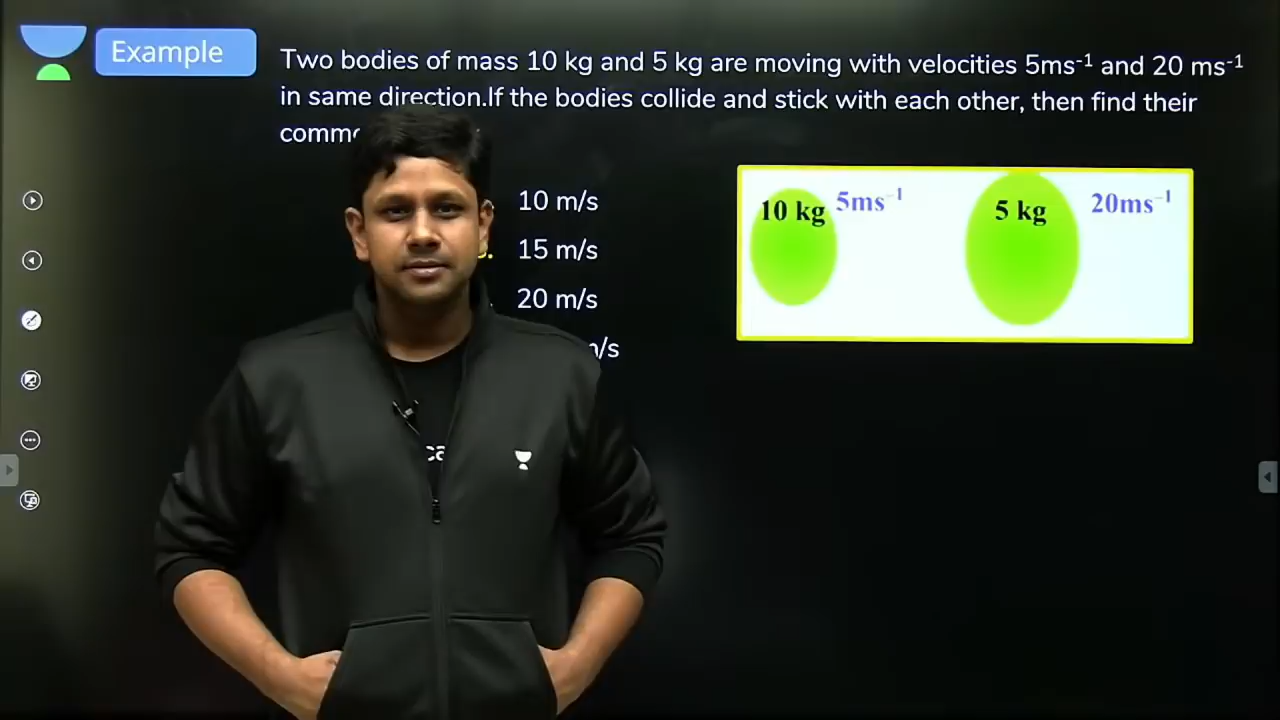 Example
Two bodies of mass 10 kg and 5 kg are moving with velocities 5ms⁻¹ and 20 ms⁻¹
in same direction.If the bodies collide and stick with each other, then find their
10 m/s
15 m/s
20 m/s
10 kg 5ms⁻¹ 5 kg 20ms⁻¹